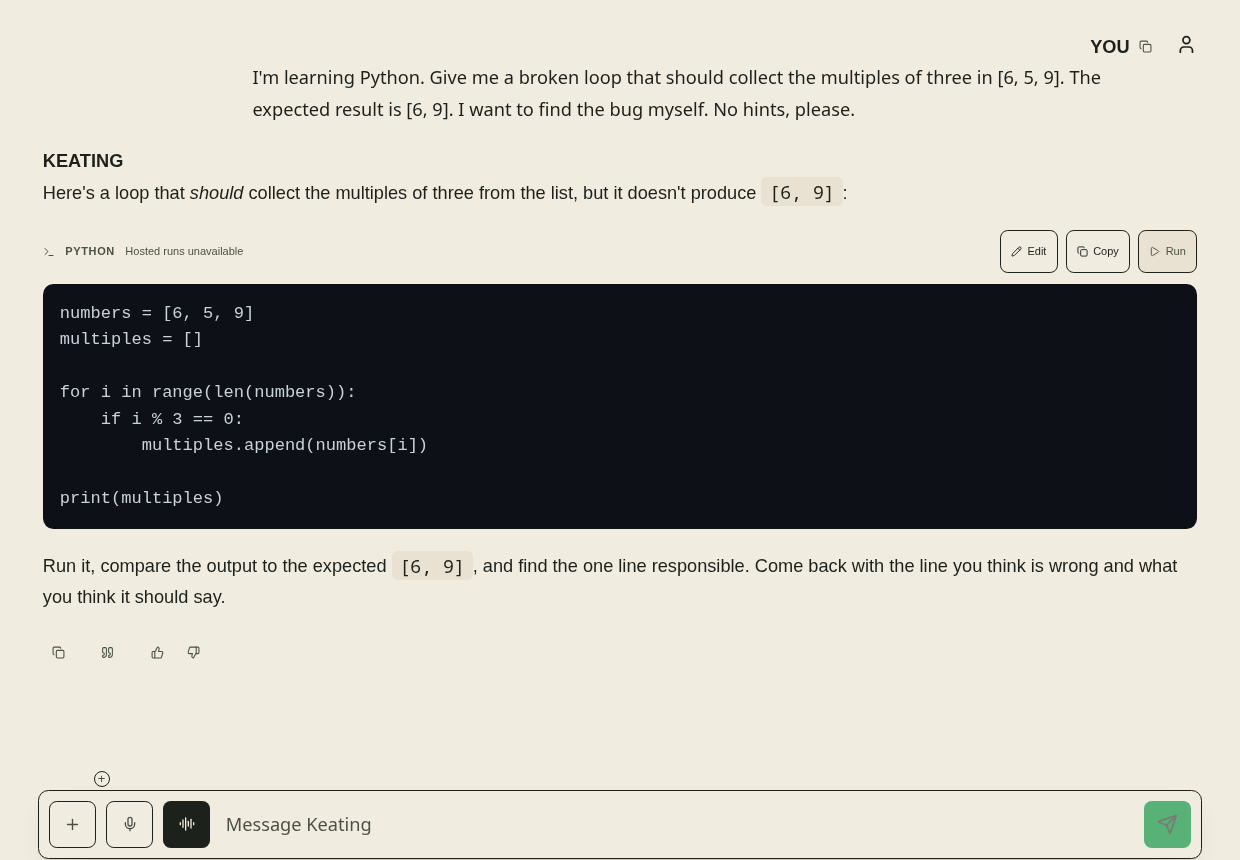 YOU
I'm learning Python. Give me a broken loop that should collect the multiples of three in [6, 5, 9]. The
expected result is [6, 9]. I want to find the bug myself. No hints, please.
KEATING
Here's a loop that should collect the multiples of three from the list, but it doesn't produce [6, 9]:
PYTHON Hosted runs unavailable Edit Copy Run
numbers = [6, 5, 9]
multiples = []
for i in range(len(numbers)):
    if i % 3 == 0:
        multiples.append(numbers[i])
print(multiples)
Run it, compare the output to the expected [6, 9], and find the one line responsible. Come back with the line you think is wrong and what
you think it should say.
Message Keating